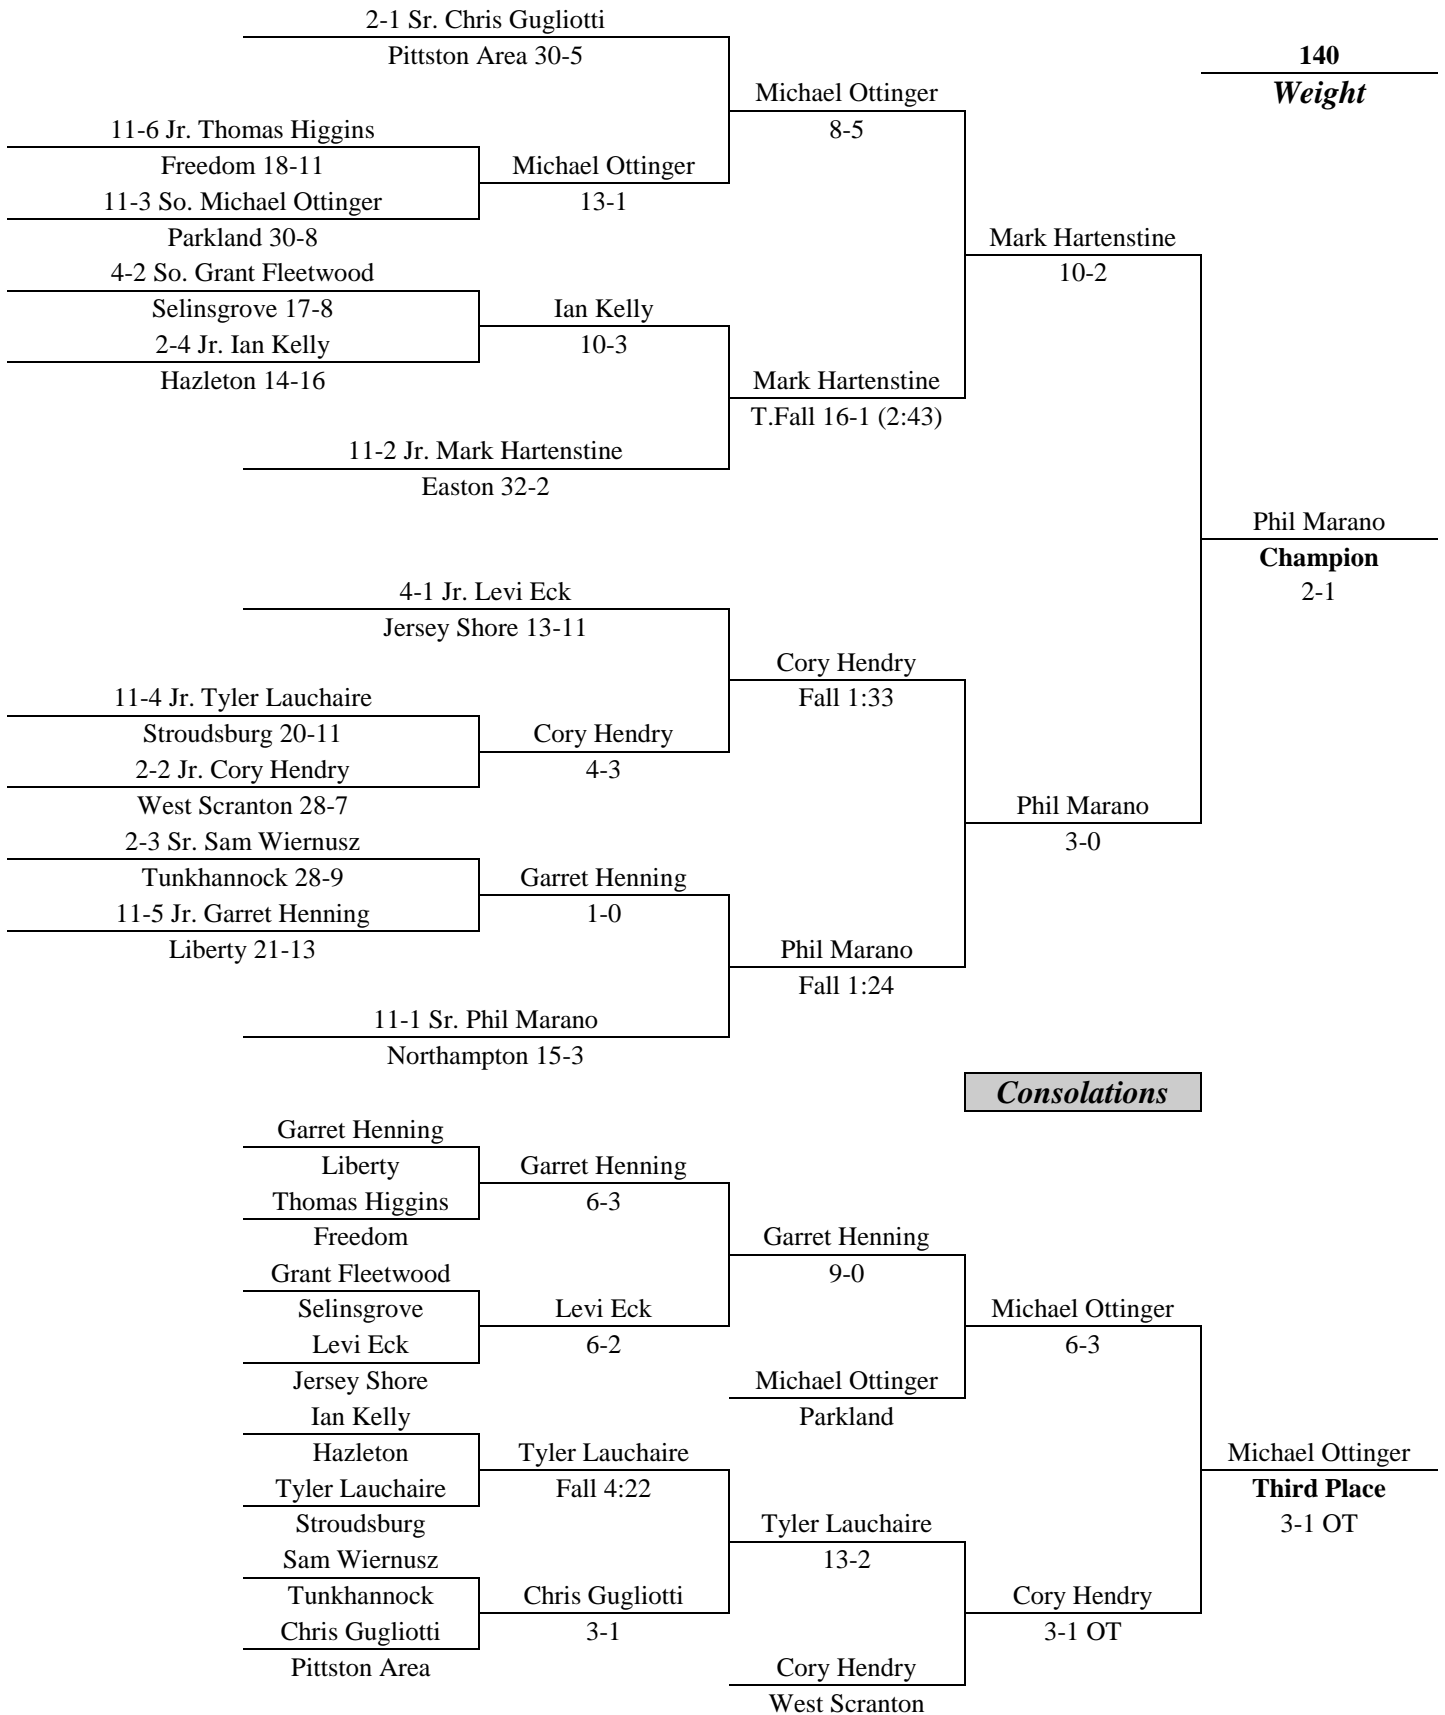 2-1 Sr. Chris Gugliotti
Pittston Area 30-5
140
Weight
Michael Ottinger
8-5
11-6 Jr. Thomas Higgins
Freedom 18-11
Michael Ottinger
11-3 So. Michael Ottinger
13-1
Parkland 30-8
Mark Hartenstine
4-2 So. Grant Fleetwood
10-2
Selinsgrove 17-8
Ian Kelly
2-4 Jr. Ian Kelly
10-3
Hazleton 14-16
Mark Hartenstine
T.Fall 16-1 (2:43)
11-2 Jr. Mark Hartenstine
Easton 32-2
Phil Marano
Champion
2-1
4-1 Jr. Levi Eck
Jersey Shore 13-11
Cory Hendry
Fall 1:33
11-4 Jr. Tyler Lauchaire
Stroudsburg 20-11
Cory Hendry
2-2 Jr. Cory Hendry
4-3
West Scranton 28-7
Phil Marano
2-3 Sr. Sam Wiernusz
3-0
Tunkhannock 28-9
Garret Henning
11-5 Jr. Garret Henning
1-0
Liberty 21-13
Phil Marano
Fall 1:24
11-1 Sr. Phil Marano
Northampton 15-3
Consolations
Garret Henning
Liberty
Garret Henning
Thomas Higgins
6-3
Freedom
Garret Henning
Grant Fleetwood
9-0
Selinsgrove
Levi Eck
Michael Ottinger
Levi Eck
6-2
6-3
Jersey Shore
Michael Ottinger
Ian Kelly
Parkland
Hazleton
Tyler Lauchaire
Michael Ottinger
Tyler Lauchaire
Fall 4:22
Third Place
Stroudsburg
Tyler Lauchaire
3-1 OT
Sam Wiernusz
13-2
Tunkhannock
Chris Gugliotti
Cory Hendry
Chris Gugliotti
3-1
3-1 OT
Pittston Area
Cory Hendry
West Scranton